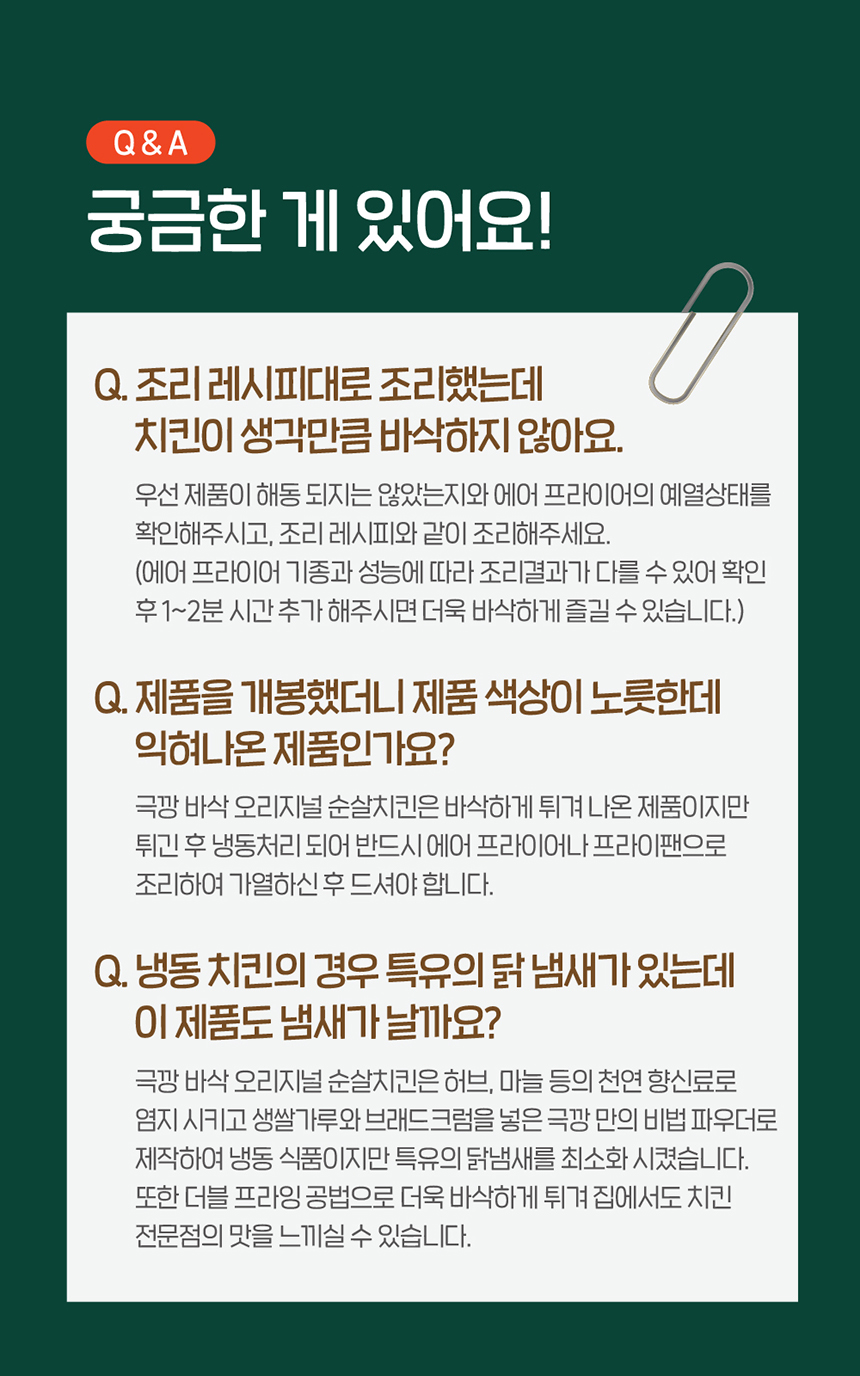 Q & A
궁금한 게 있어요!
Q. 조리 레시피대로 조리했는데
치킨이 생각만큼 바삭하지 않아요.
우선 제품이 해동 되지는 않았는지와 에어 프라이어의 예열상태를
확인해주시고, 조리 레시피와 같이 조리해주세요.
(에어 프라이어 기종과 성능에 따라 조리결과가 다를 수 있어 확인
후 1~2분 시간 추가 해주시면 더욱 바삭하게 즐길 수 있습니다.)
Q. 제품을 개봉했더니 제품 색상이 노릇한데
익혀나온 제품인가요?
극깡 바삭 오리지널 순살치킨은 바삭하게 튀겨 나온 제품이지만
튀긴 후 냉동처리 되어 반드시 에어 프라이어나 프라이팬으로
조리하여 가열하신 후 드셔야 합니다.
Q. 냉동 치킨의 경우 특유의 닭 냄새가 있는데
이 제품도 냄새가 날까요?
극깡 바삭 오리지널 순살치킨은 허브, 마늘 등의 천연 향신료로
염지 시키고 생쌀가루와 브래드크럼을 넣은 극깡 만의 비법 파우더로
제작하여 냉동 식품이지만 특유의 닭냄새를 최소화 시켰습니다.
또한 더블 프라잉 공법으로 더욱 바삭하게 튀겨 집에서도 치킨
전문점의 맛을 느끼실 수 있습니다.